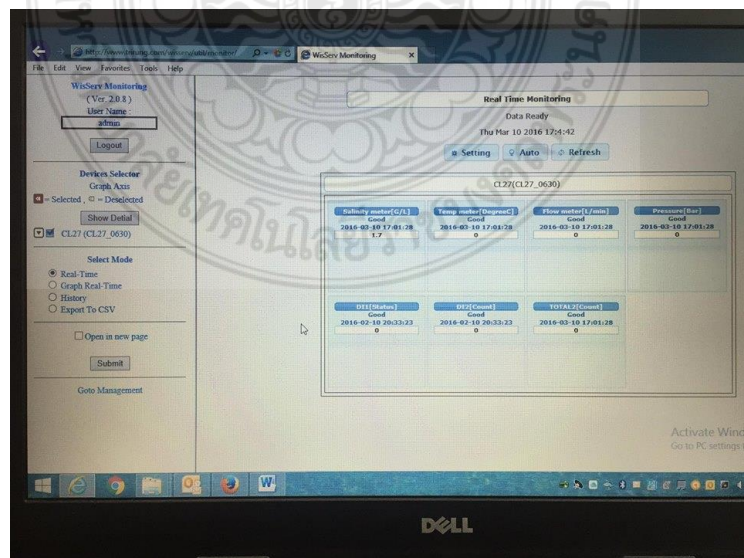 http://www.
WisServ Monitoring ×
File Edit View Favorites Tools Help
WisServ Monitoring
( Ver. 2.0.8 )
User Name :
admin
Logout
Devices Selector
Graph Axis
= Selected , = Deselected
Show Detial
CL27 (CL27_0630)
Select Mode
Real-Time
Graph Real-Time
History
Export To CSV
Open in new page
Submit
Goto Management
Real Time Monitoring
Data Ready
Thu Mar 10 2016 17:4:42
Setting Auto Refresh
CL27(CL27_0630)
Salinity meter[G/L] Temp meter[DegreeC] Flow meter[L/min] Pressure[Bar]
Good Good Good Good
2016-03-10 17:01:28 2016-03-10 17:01:28 2016-03-10 17:01:28 2016-03-10 17:01:28
1.7 0 0 0
DI1[Status] DI2[Count] TOTAL2[Count]
Good Good Good
2016-02-10 20:33:23 2016-02-10 20:33:23 2016-03-10 17:01:28
0 0 0
Activate
Go to PC settings
DELL